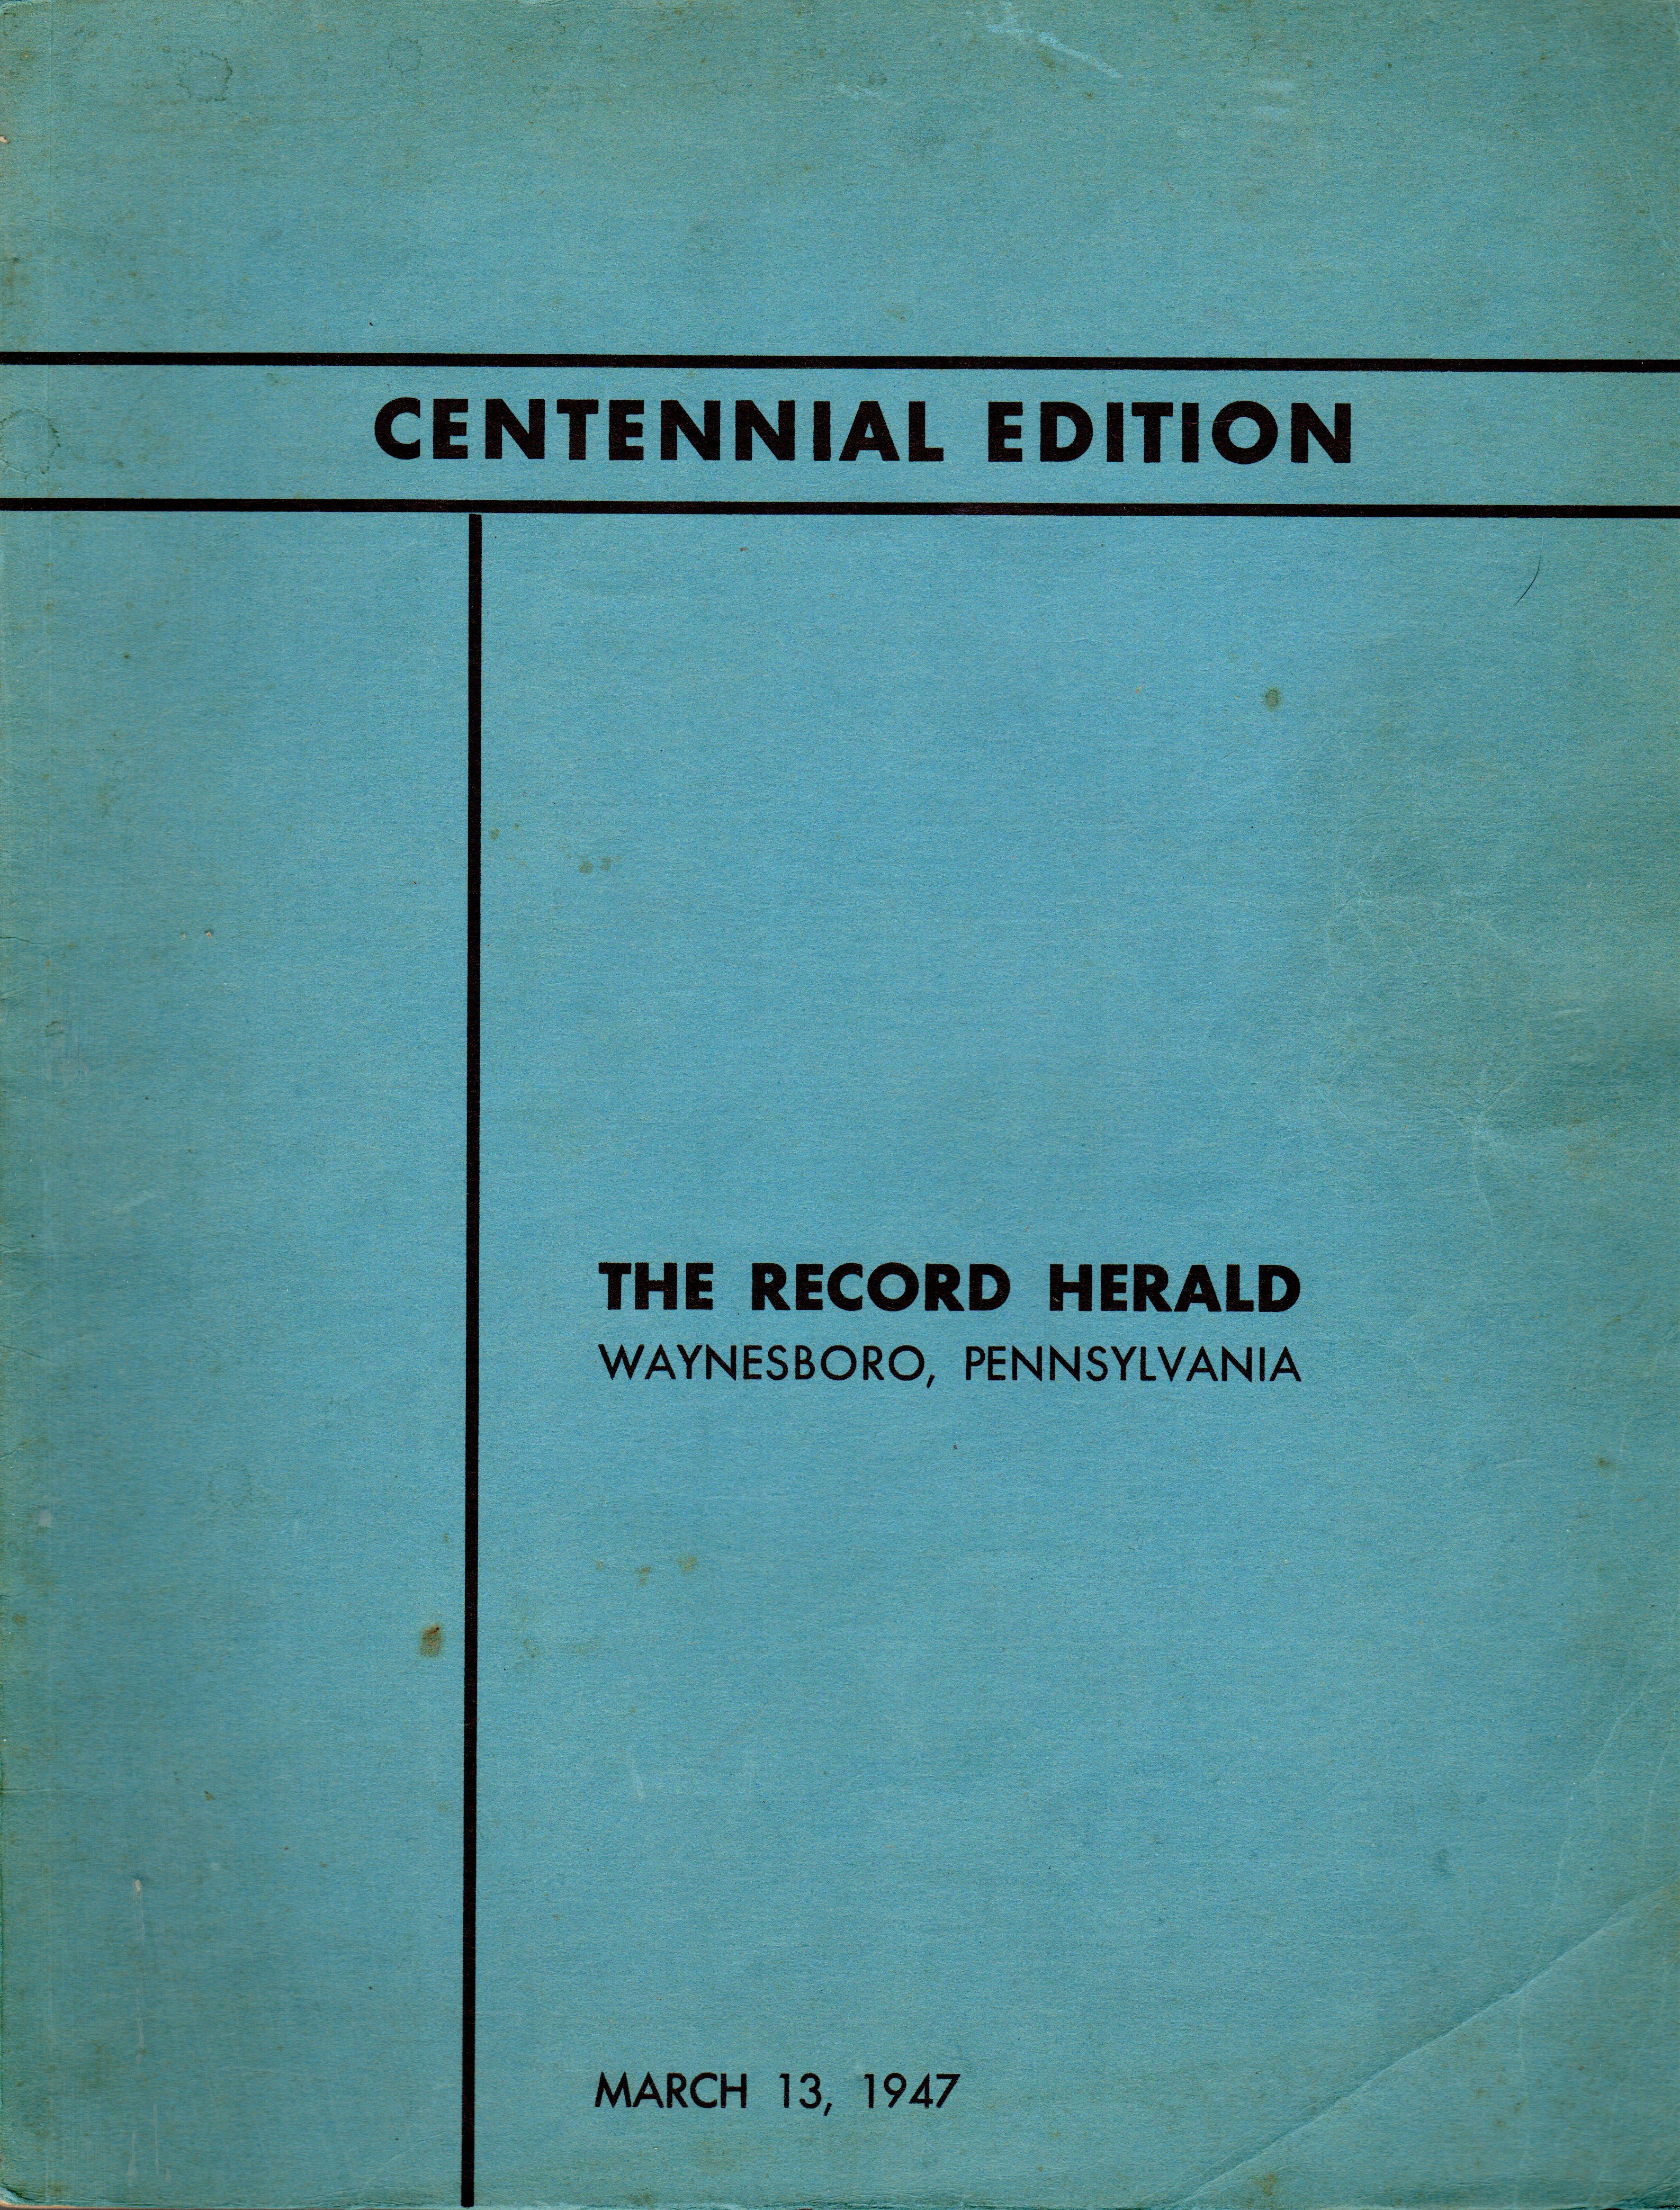 CENTENNIAL EDITION
THE RECORD HERALD
WAYNESBORO, PENNSYLVANIA
MARCH 13, 1947